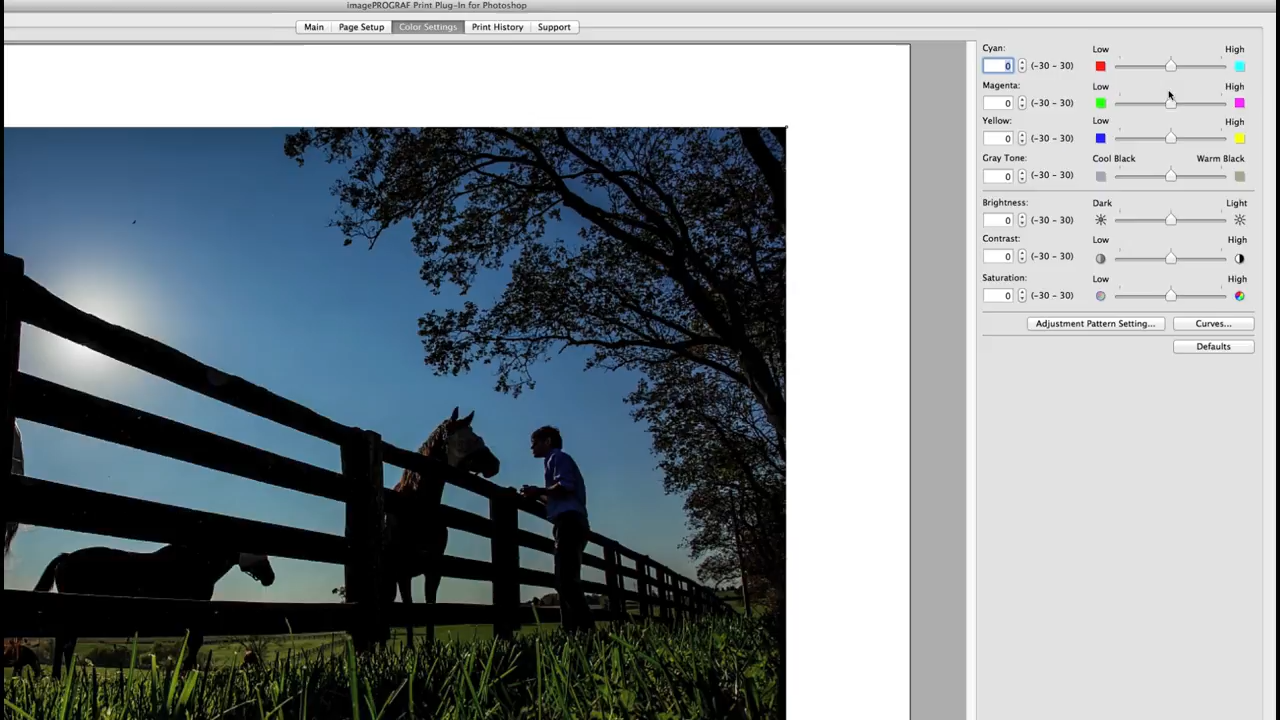 imagePROGRAF Print Plug-In for Photoshop
Main Page Setup Color Settings Print History Support
Cyan: Low High
0 (-30 - 30)
Magenta: Low High
0 (-30 - 30)
Yellow: Low High
0 (-30 - 30)
Gray Tone: Cool Black Warm Black
0 (-30 - 30)
Brightness: Dark Light
0 (-30 - 30)
Contrast: Low High
0 (-30 - 30)
Saturation: Low High
0 (-30 - 30)
Adjustment Pattern Setting... Curves...
Defaults